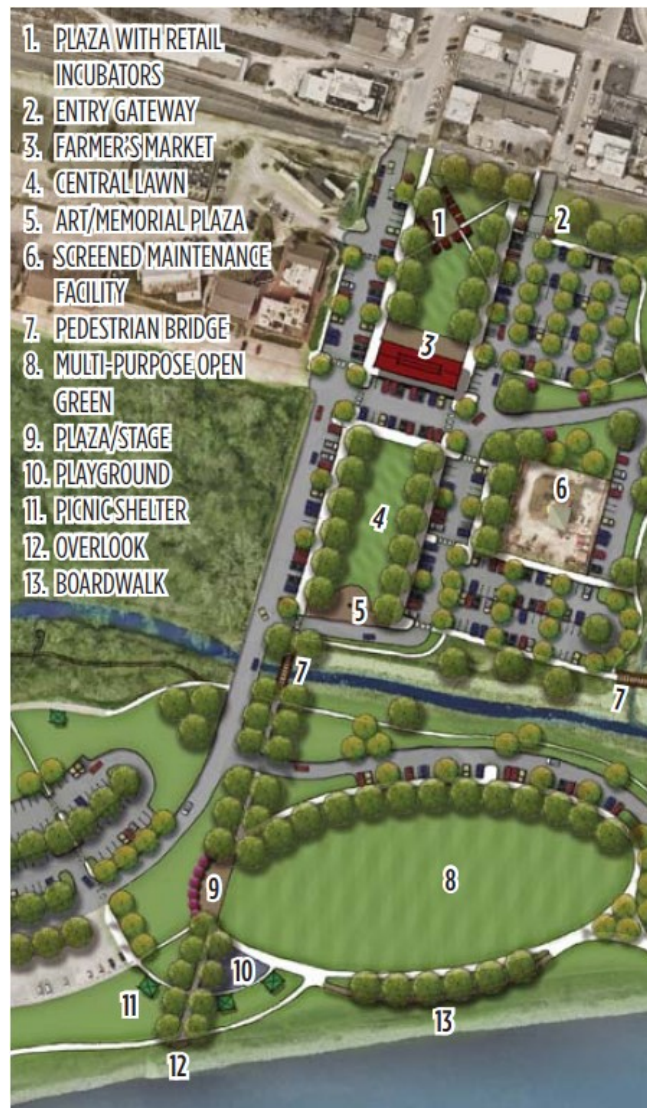 1. PLAZA WITH RETAIL
INCUBATORS
2. ENTRY GATEWAY
3. FARMER'S MARKET
4. CENTRAL LAWN
5. ART/MEMORIAL PLAZA
6. SCREENED MAINTENANCE
FACILITY
7. PEDESTRIAN BRIDGE
8. MULTI-PURPOSE OPEN
GREEN
9. PLAZA/STAGE
10. PLAYGROUND
11. PICNIC SHELTER
12. OVERLOOK
13. BOARDWALK
1
2
3
6
4
5
7
7
8
9
10
11
13
12